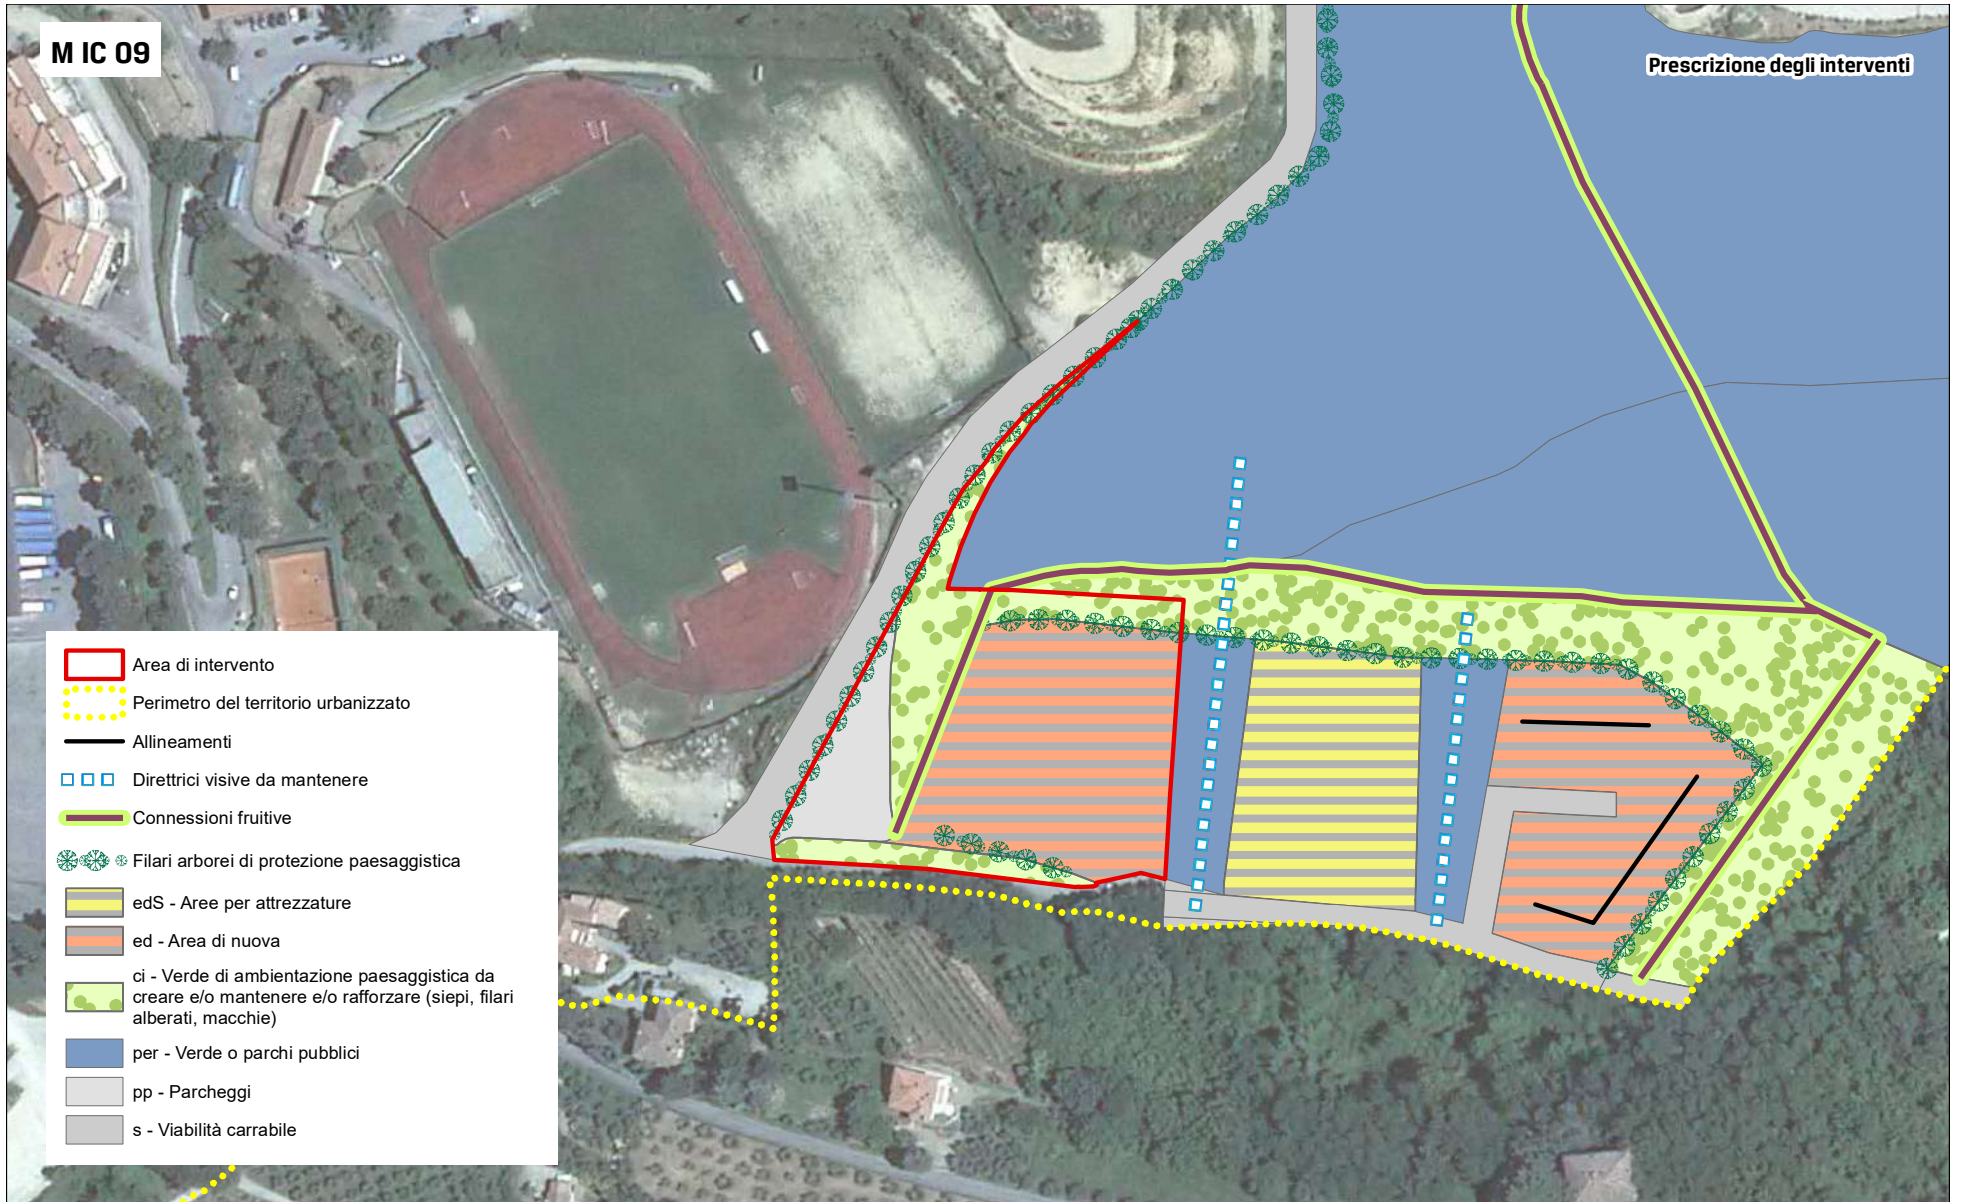 M IC 09
Prescrizione degli interventi
Area di intervento
Perimetro del territorio urbanizzato
Allineamenti
Direttrici visive da mantenere
Connessioni fruitive
Filari arborei di protezione paesaggistica
edS - Aree per attrezzature
ed - Area di nuova
ci - Verde di ambientazione paesaggistica da
creare e/o mantenere e/o rafforzare (siepi, filari
alberati, macchie)
per - Verde o parchi pubblici
pp - Parcheggi
s - Viabilità carrabile